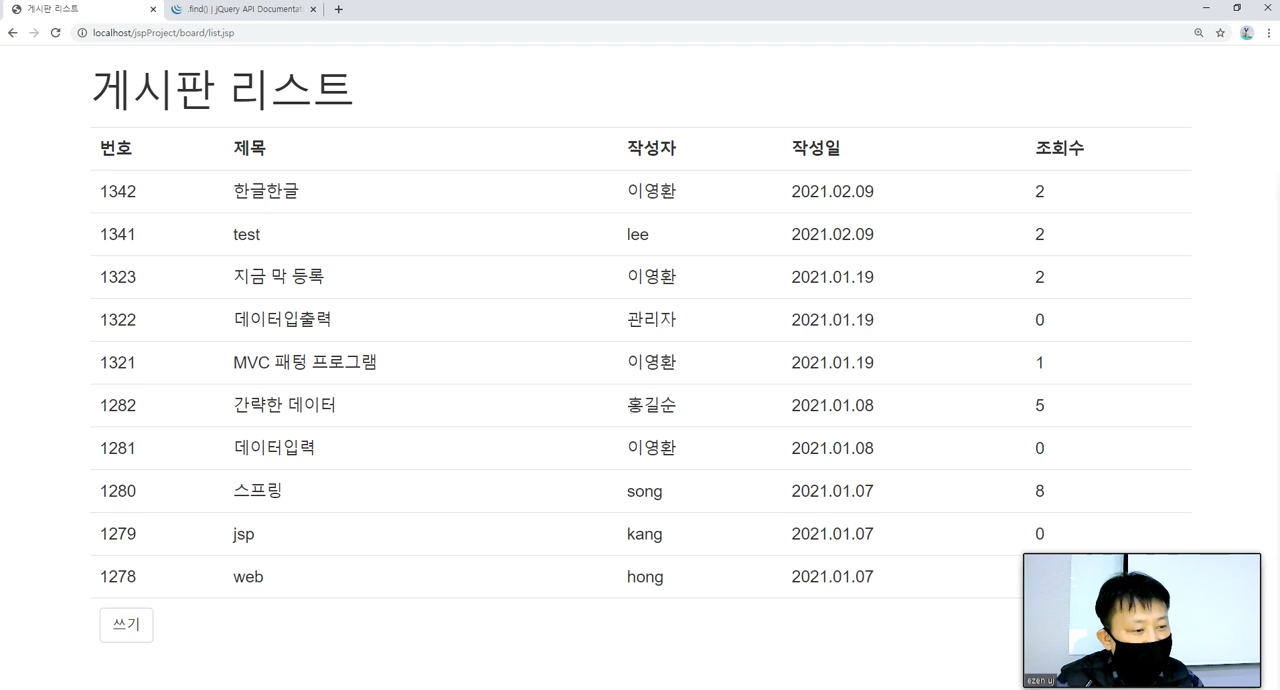 게시판 리스트
.find() | jQuery API Documentat
localhost/jspProject/board/list.jsp
게시판 리스트
번호 제목 작성자 작성일 조회수
1342 한글한글 이영환 2021.02.09 2
1341 test lee 2021.02.09 2
1323 지금 막 등록 이영환 2021.01.19 2
1322 데이터입출력 관리자 2021.01.19 0
1321 MVC 패텅 프로그램 이영환 2021.01.19 1
1282 간략한 데이터 홍길순 2021.01.08 5
1281 데이터입력 이영환 2021.01.08 0
1280 스프링 song 2021.01.07 8
1279 jsp kang 2021.01.07 0
1278 web hong 2021.01.07
쓰기
ezen uj